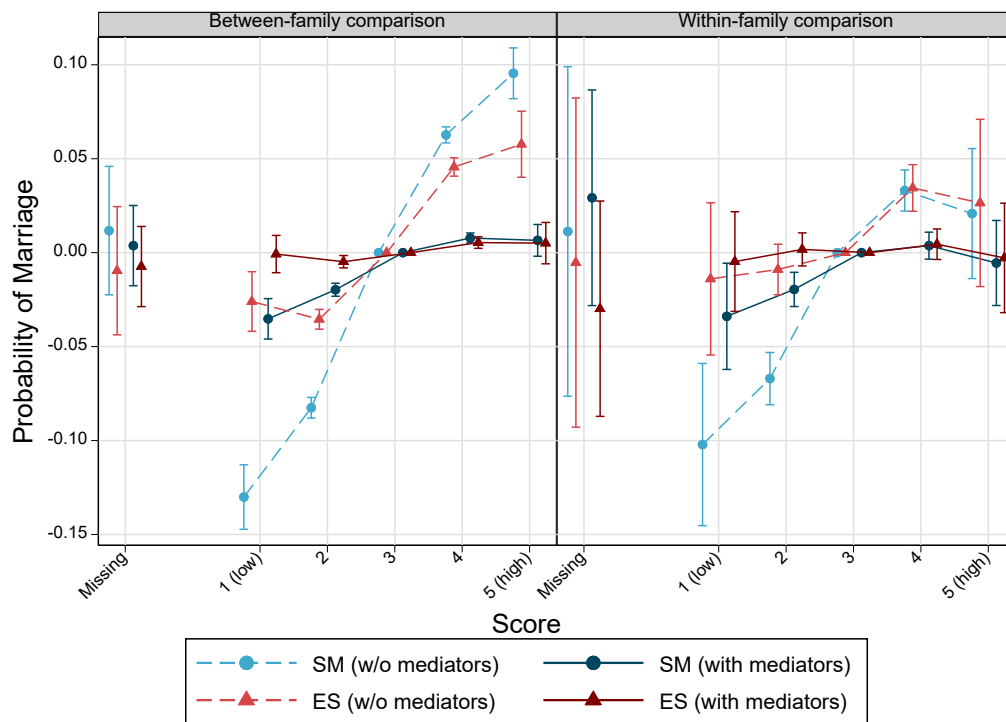 Between-family comparison
Within-family comparison
Probability of Marriage
0.10
0.05
0.00
-0.05
-0.10
-0.15
Missing
1 (low)
2
3
4
5 (high)
Missing
1 (low)
2
3
4
5 (high)
Score
SM (w/o mediators)
SM (with mediators)
ES (w/o mediators)
ES (with mediators)